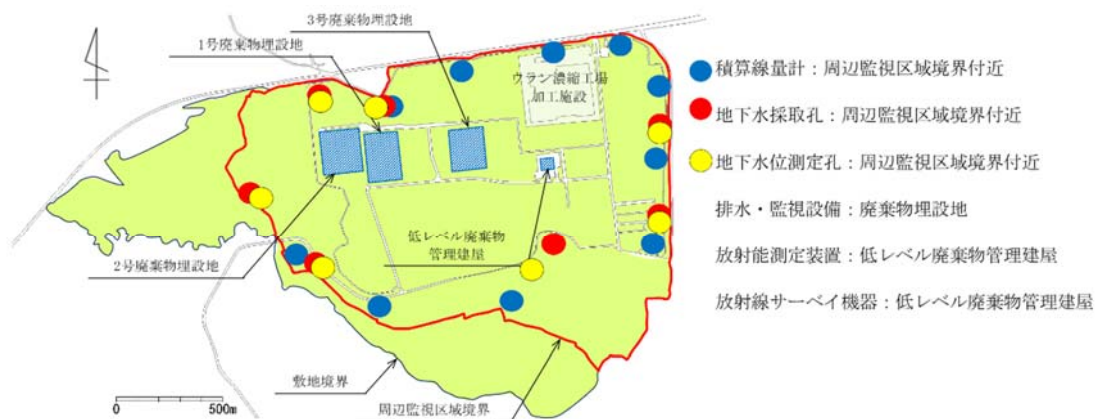 3号廃棄物埋設地
1号廃棄物埋設地
ウラン濃縮工場
加工施設
積算線量計：周辺監視区域境界付近
地下水採取孔：周辺監視区域境界付近
地下水位測定孔：周辺監視区域境界付近
排水・監視設備：廃棄物埋設地
放射能測定装置：低レベル廃棄物管理建屋
放射線サーベイ機器：低レベル廃棄物管理建屋
低レベル廃棄物
管理建屋
2号廃棄物埋設地
敷地境界
周辺監視区域境界
0 500m